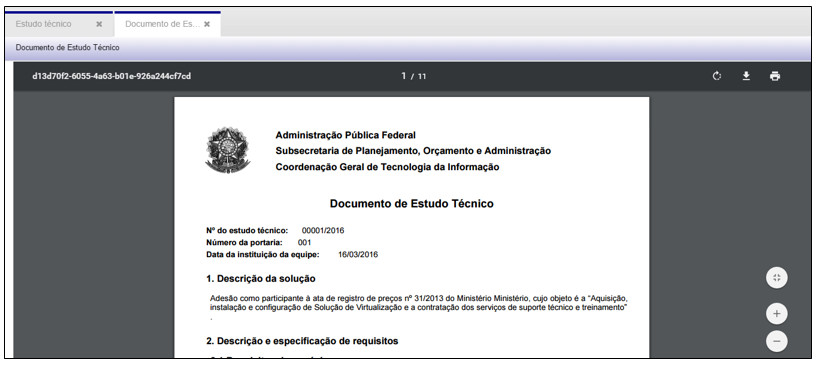 Estudo técnico ✖ Documento de Es... ✖
Documento de Estudo Técnico
d13d70f2-6055-4a63-b01e-926a244cf7cd 1 / 11
Administração Pública Federal
Subsecretaria de Planejamento, Orçamento e Administração
Coordenação Geral de Tecnologia da Informação
Documento de Estudo Técnico
Nº do estudo técnico: 00001/2016
Número da portaria: 001
Data da instituição da equipe: 16/03/2016
1. Descrição da solução
Adesão como participante à ata de registro de preços nº 31/2013 do Ministério Ministério, cujo objeto é a “Aquisição,
instalação e configuração de Solução de Virtualização e a contratação dos serviços de suporte técnico e treinamento”
.
2. Descrição e especificação de requisitos